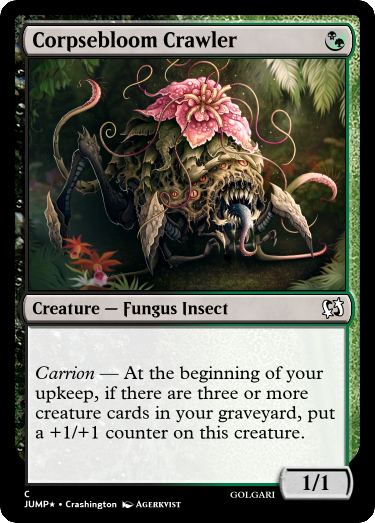 Corpsebloom Crawler
Creature — Fungus Insect
Carrion — At the beginning of your
upkeep, if there are three or more
creature cards in your graveyard, put
a +1/+1 counter on this creature.
1/1
C
GOLGARI
JUMP★ • Crashington AGERKVIST